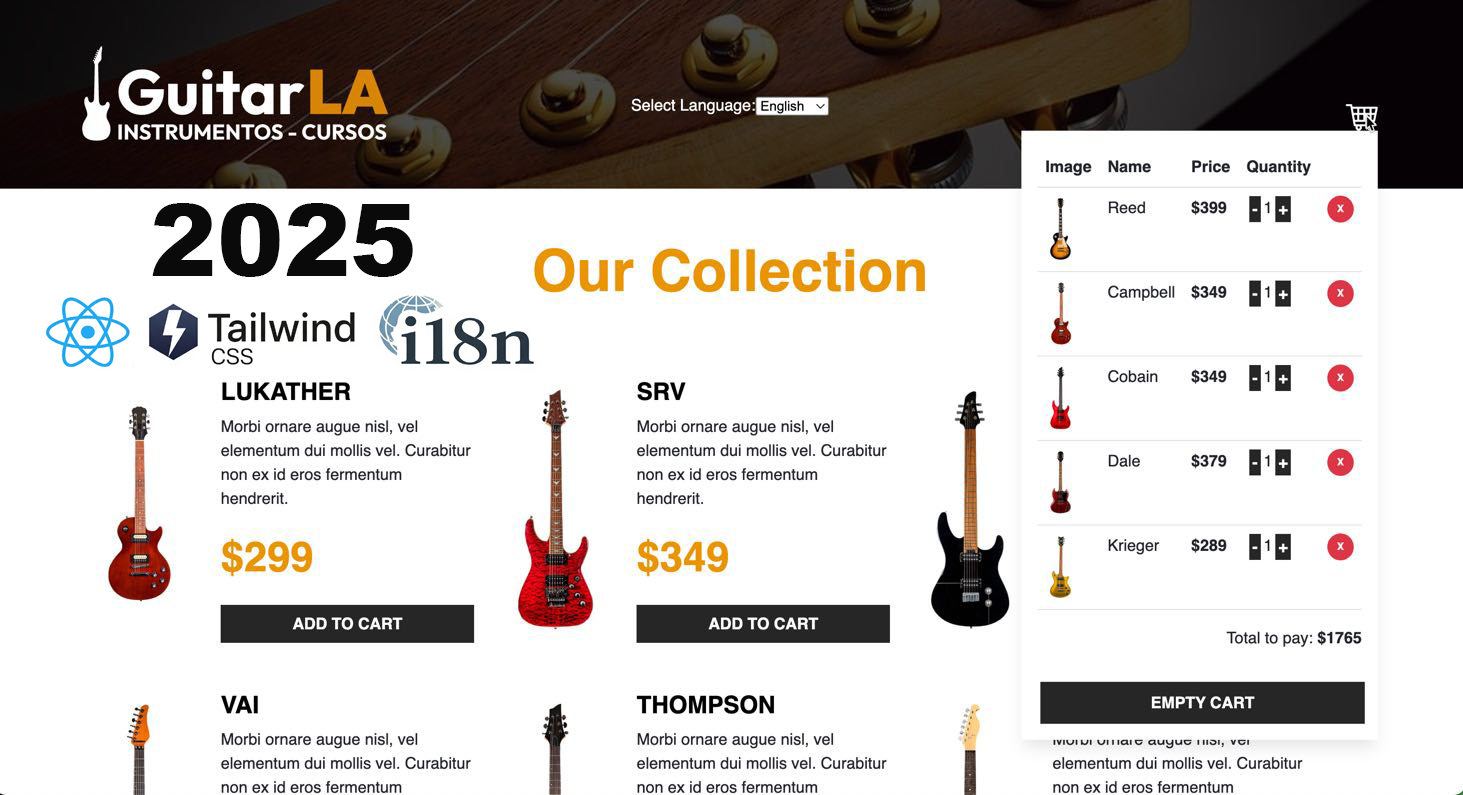 GuitarLA
INSTRUMENTOS - CURSOS
Select Language: English
2025
Our Collection
Tailwind
CSS
i18n
LUKATHER
Morbi ornare augue nisl, vel
elementum dui mollis vel. Curabitur
non ex id eros fermentum
hendrerit.
$299
ADD TO CART
SRV
Morbi ornare augue nisl, vel
elementum dui mollis vel. Curabitur
non ex id eros fermentum
hendrerit.
$349
ADD TO CART
Image Name Price Quantity
Reed $399 - 1 + X
Campbell $349 - 1 + X
Cobain $349 - 1 + X
Dale $379 - 1 + X
Krieger $289 - 1 + X
Total to pay: $1765
EMPTY CART
VAI
Morbi ornare augue nisl, vel
elementum dui mollis vel. Curabitur
non ex id eros fermentum
THOMPSON
Morbi ornare augue nisl, vel
elementum dui mollis vel. Curabitur
non ex id eros fermentum
Morbi ornare augue nisl, vel
elementum dui mollis vel. Curabitur
non ex id eros fermentum